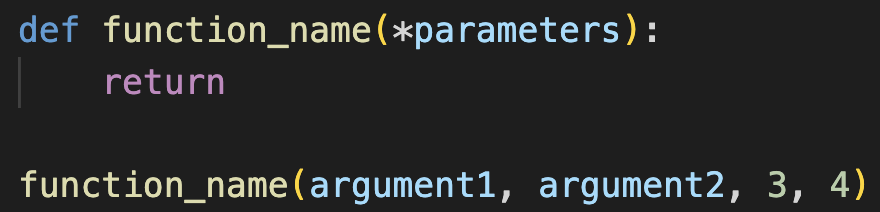 def function_name(*parameters):
    return
function_name(argument1, argument2, 3, 4)